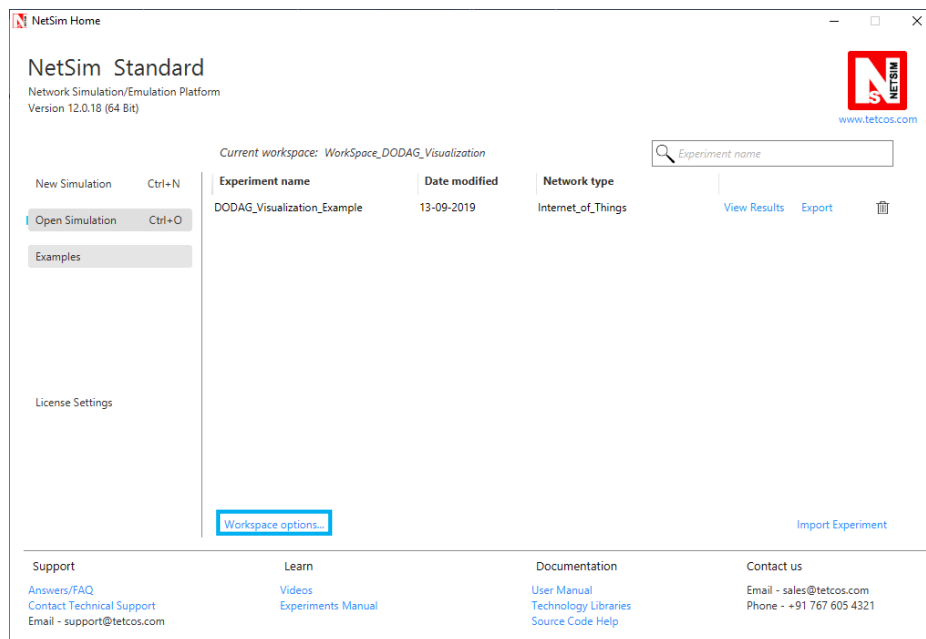 NetSim Home
NetSim Standard
Network Simulation/Emulation Platform
Version 12.0.18 (64 Bit)
NS
NETSIM
www.tetcos.com
Current workspace: WorkSpace_DODAG_Visualization
Experiment name
New Simulation Ctrl+N
Open Simulation Ctrl+O
Examples
License Settings
Experiment name Date modified Network type
DODAG_Visualization_Example 13-09-2019 Internet_of_Things View Results Export
Workspace options... Import Experiment
Support
Answers/FAQ
Contact Technical Support
Email - support@tetcos.com
Learn
Videos
Experiments Manual
Documentation
User Manual
Technology Libraries
Source Code Help
Contact us
Email - sales@tetcos.com
Phone - +91 767 605 4321